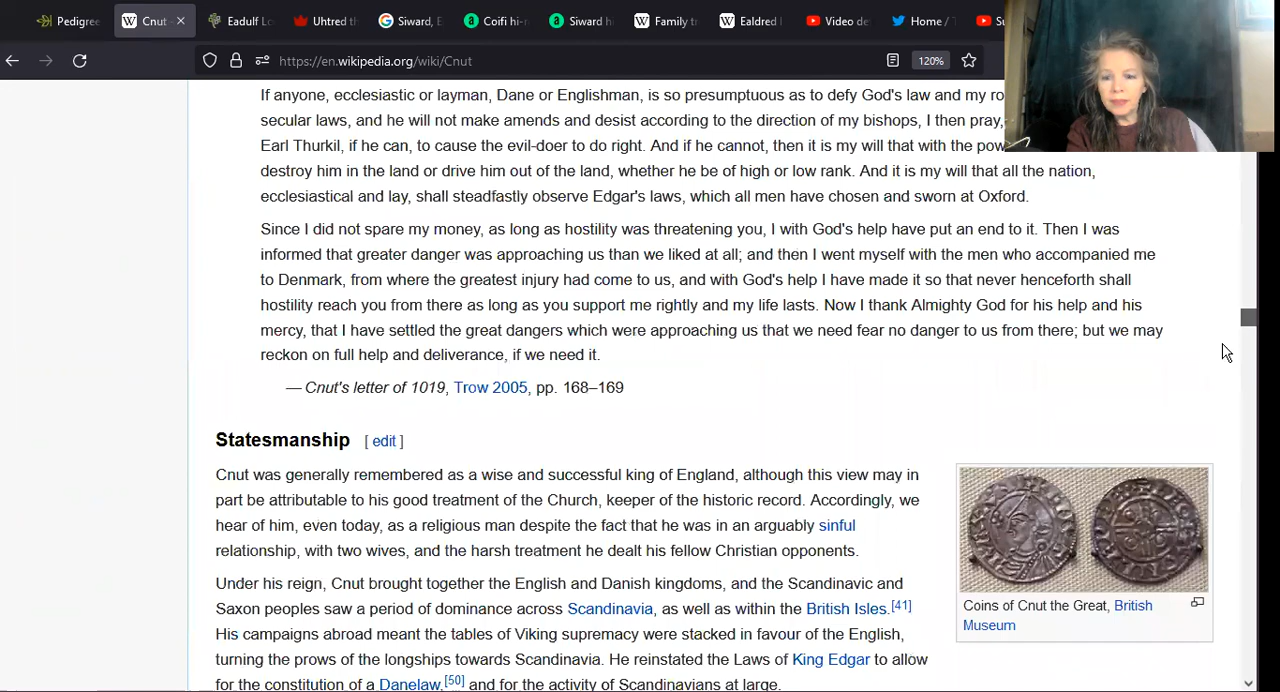 Pedigree
Cnut -
Eadulf Lo
Uhtred th
Siward, E
Coifi hi-r
Siward h
Family tr
Ealdred
Video de
Home / T
Su
https://en.wikipedia.org/wiki/Cnut
120%
If anyone, ecclesiastic or layman, Dane or Englishman, is so presumptuous as to defy God's law and my ro
secular laws, and he will not make amends and desist according to the direction of my bishops, I then pray,
Earl Thurkil, if he can, to cause the evil-doer to do right. And if he cannot, then it is my will that with the pow
destroy him in the land or drive him out of the land, whether he be of high or low rank. And it is my will that all the nation,
ecclesiastical and lay, shall steadfastly observe Edgar's laws, which all men have chosen and sworn at Oxford.
Since I did not spare my money, as long as hostility was threatening you, I with God's help have put an end to it. Then I was
informed that greater danger was approaching us than we liked at all; and then I went myself with the men who accompanied me
to Denmark, from where the greatest injury had come to us, and with God's help I have made it so that never henceforth shall
hostility reach you from there as long as you support me rightly and my life lasts. Now I thank Almighty God for his help and his
mercy, that I have settled the great dangers which were approaching us that we need fear no danger to us from there; but we may
reckon on full help and deliverance, if we need it.
— Cnut's letter of 1019, Trow 2005, pp. 168–169
Statesmanship [ edit ]
Cnut was generally remembered as a wise and successful king of England, although this view may in
part be attributable to his good treatment of the Church, keeper of the historic record. Accordingly, we
hear of him, even today, as a religious man despite the fact that he was in an arguably sinful
relationship, with two wives, and the harsh treatment he dealt his fellow Christian opponents.
Under his reign, Cnut brought together the English and Danish kingdoms, and the Scandinavic and
Saxon peoples saw a period of dominance across Scandinavia, as well as within the British Isles.[41]
His campaigns abroad meant the tables of Viking supremacy were stacked in favour of the English,
turning the prows of the longships towards Scandinavia. He reinstated the Laws of King Edgar to allow
for the constitution of a Danelaw,[50] and for the activity of Scandinavians at large.
Coins of Cnut the Great, British
Museum